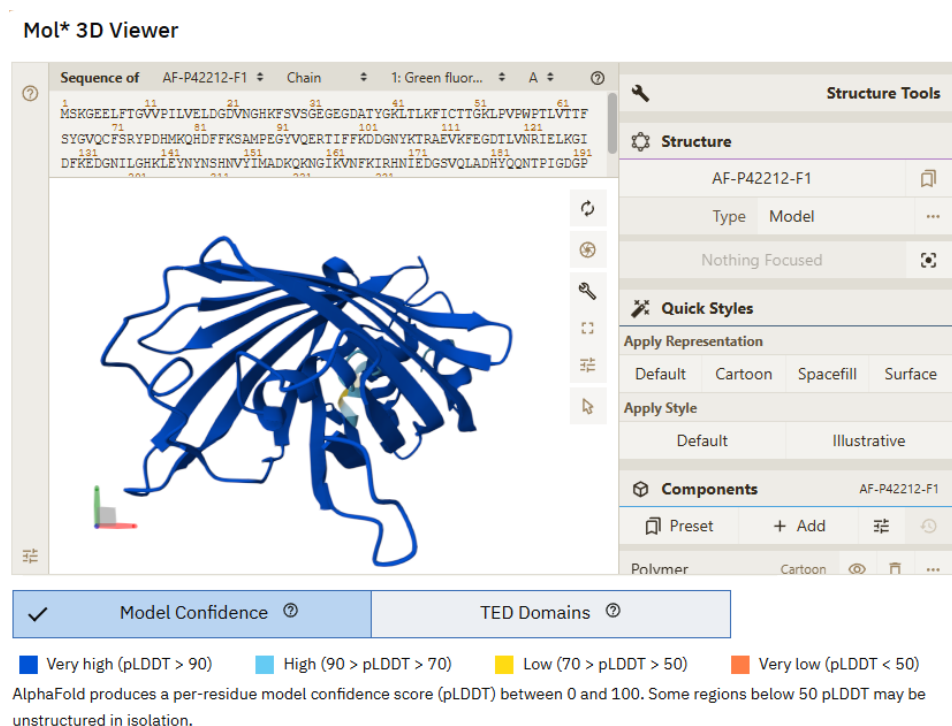 Mol* 3D Viewer
Sequence of AF-P42212-F1 Chain 1: Green fluor... A
1 11 21 31 41 51 61
MSKGEELFTGVVPILVELDGDVNGHKFSVSGEGEGDATYGKLTLKFICTTGKLPVPWPTLVTTF
71 81 91 101 111 121
SYGVQCFSRYPDHMKQHDFFKSAMPEGYVQERTIFFKDDGNYKTRAEVKFEGDTLVNRIELKGI
131 141 151 161 171 181 191
DFKEDGNILGHKLEYNYNSHNVYIMADKQKNGIKVNFKIRHNIEDGSVQLADHYQQNTPIGDGP
201 211 221 231
Structure Tools
Structure
AF-P42212-F1
Type Model
Nothing Focused
Quick Styles
Apply Representation
Default Cartoon Spacefill Surface
Apply Style
Default Illustrative
Components AF-P42212-F1
Preset + Add
Polymer Cartoon
Model Confidence
TED Domains
Very high (pLDDT > 90) High (90 > pLDDT > 70) Low (70 > pLDDT > 50) Very low (pLDDT < 50)
AlphaFold produces a per-residue model confidence score (pLDDT) between 0 and 100. Some regions below 50 pLDDT may be
unstructured in isolation.